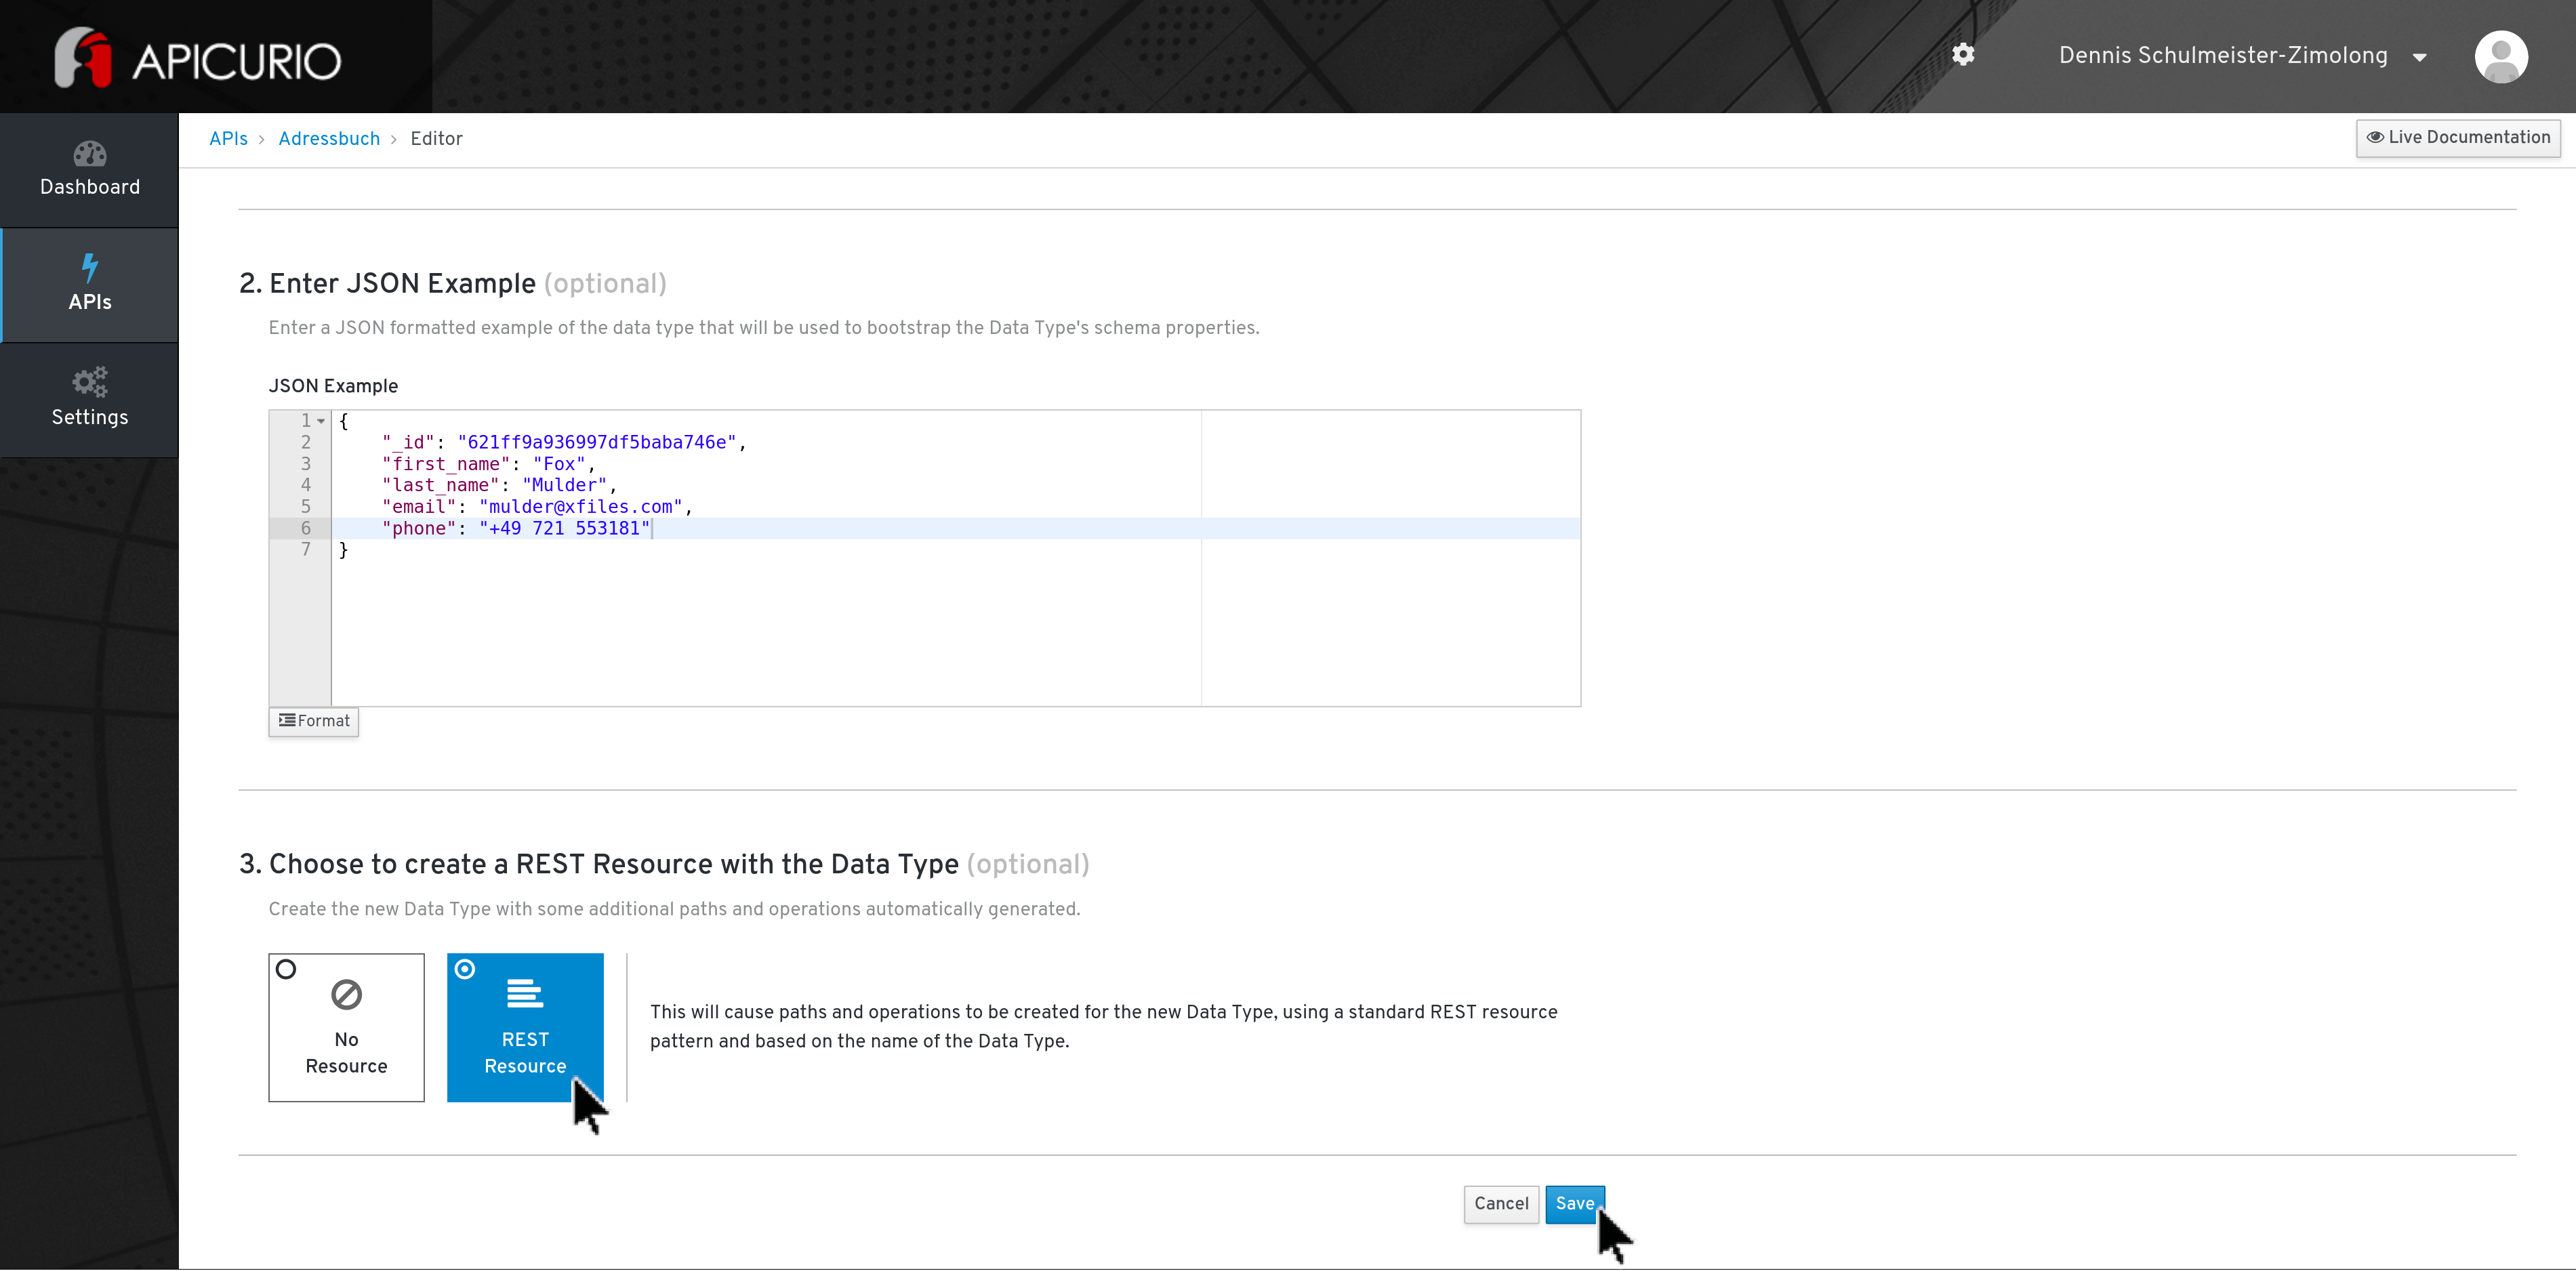 APICURIO
Dennis Schulmeister-Zimolong
Dashboard
APIs
Settings
APIs > Adressbuch > Editor
Live Documentation
2. Enter JSON Example (optional)
Enter a JSON formatted example of the data type that will be used to bootstrap the Data Type's schema properties.
JSON Example
1 {
2 "_id": "621ff9a936997df5baba746e",
3 "first_name": "Fox",
4 "last_name": "Mulder",
5 "email": "mulder@xfiles.com",
6 "phone": "+49 721 553181"
7 }
Format
3. Choose to create a REST Resource with the Data Type (optional)
Create the new Data Type with some additional paths and operations automatically generated.
No
Resource
REST
Resource
This will cause paths and operations to be created for the new Data Type, using a standard REST resource
pattern and based on the name of the Data Type.
Cancel
Save